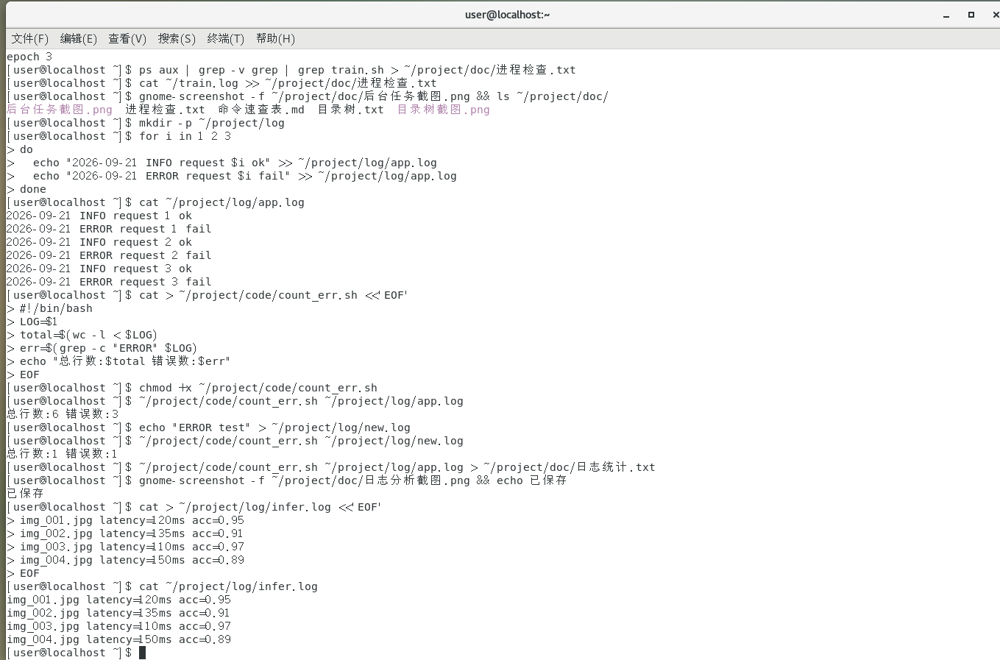 user@localhost:~
文件(F) 编辑(E) 查看(V) 搜索(S) 终端(T) 帮助(H)
epoch 3
[user@localhost ~]$ ps aux | grep -v grep | grep train.sh > ~/project/doc/进程检查.txt
[user@localhost ~]$ cat ~/train.log >> ~/project/doc/进程检查.txt
[user@localhost ~]$ gnome-screenshot -f ~/project/doc/后台任务截图.png && ls ~/project/doc/
后台任务截图.png  进程检查.txt  命令速查表.md  目录树.txt  目录树截图.png
[user@localhost ~]$ mkdir -p ~/project/log
[user@localhost ~]$ for i in 1 2 3
> do
>   echo "2026-09-21 INFO request $i ok" >> ~/project/log/app.log
>   echo "2026-09-21 ERROR request $i fail" >> ~/project/log/app.log
> done
[user@localhost ~]$ cat ~/project/log/app.log
2026-09-21 INFO request 1 ok
2026-09-21 ERROR request 1 fail
2026-09-21 INFO request 2 ok
2026-09-21 ERROR request 2 fail
2026-09-21 INFO request 3 ok
2026-09-21 ERROR request 3 fail
[user@localhost ~]$ cat > ~/project/code/count_err.sh <<'EOF'
> #!/bin/bash
> LOG=$1
> total=$(wc -l < $LOG)
> err=$(grep -c "ERROR" $LOG)
> echo "总行数:$total 错误数:$err"
> EOF
[user@localhost ~]$ chmod +x ~/project/code/count_err.sh
[user@localhost ~]$ ~/project/code/count_err.sh ~/project/log/app.log
总行数:6 错误数:3
[user@localhost ~]$ echo "ERROR test" > ~/project/log/new.log
[user@localhost ~]$ ~/project/code/count_err.sh ~/project/log/new.log
总行数:1 错误数:1
[user@localhost ~]$ ~/project/code/count_err.sh ~/project/log/app.log > ~/project/doc/日志统计.txt
[user@localhost ~]$ gnome-screenshot -f ~/project/doc/日志分析截图.png && echo 已保存
已保存
[user@localhost ~]$ cat > ~/project/log/infer.log <<'EOF'
> img_001.jpg latency=120ms acc=0.95
> img_002.jpg latency=135ms acc=0.91
> img_003.jpg latency=110ms acc=0.97
> img_004.jpg latency=150ms acc=0.89
> EOF
[user@localhost ~]$ cat ~/project/log/infer.log
img_001.jpg latency=120ms acc=0.95
img_002.jpg latency=135ms acc=0.91
img_003.jpg latency=110ms acc=0.97
img_004.jpg latency=150ms acc=0.89
[user@localhost ~]$